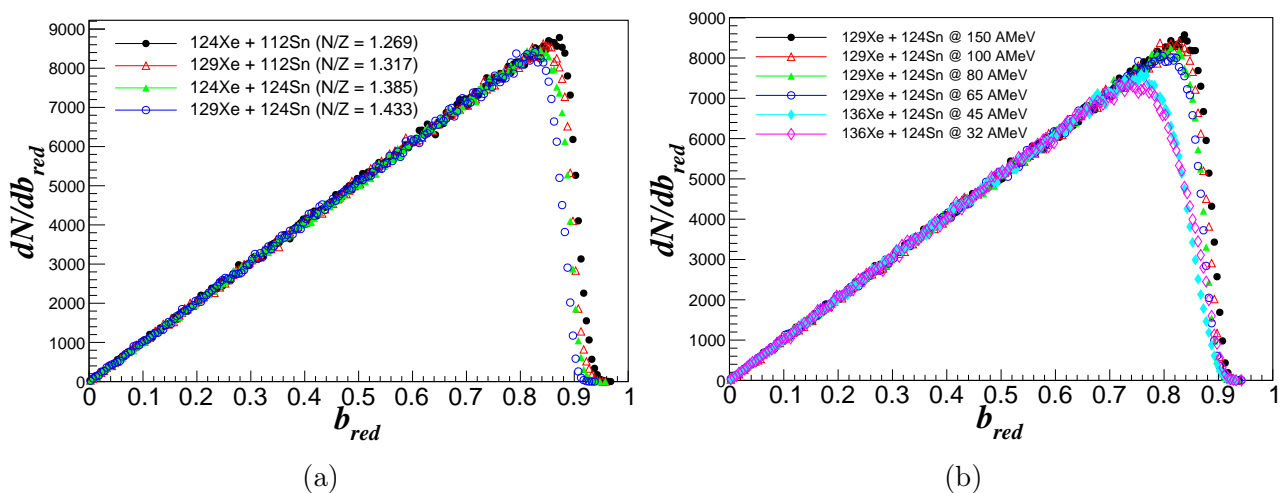 9000
8000
7000
6000
5000
4000
3000
2000
1000
0
dN/db_red
124Xe + 112Sn (N/Z = 1.269)
129Xe + 112Sn (N/Z = 1.317)
124Xe + 124Sn (N/Z = 1.385)
129Xe + 124Sn (N/Z = 1.433)
0 0.1 0.2 0.3 0.4 0.5 0.6 0.7 0.8 0.9 1
b_red
(a)
9000
8000
7000
6000
5000
4000
3000
2000
1000
0
dN/db_red
129Xe + 124Sn @ 150 AMeV
129Xe + 124Sn @ 100 AMeV
129Xe + 124Sn @ 80 AMeV
129Xe + 124Sn @ 65 AMeV
136Xe + 124Sn @ 45 AMeV
136Xe + 124Sn @ 32 AMeV
0 0.1 0.2 0.3 0.4 0.5 0.6 0.7 0.8 0.9 1
b_red
(b)